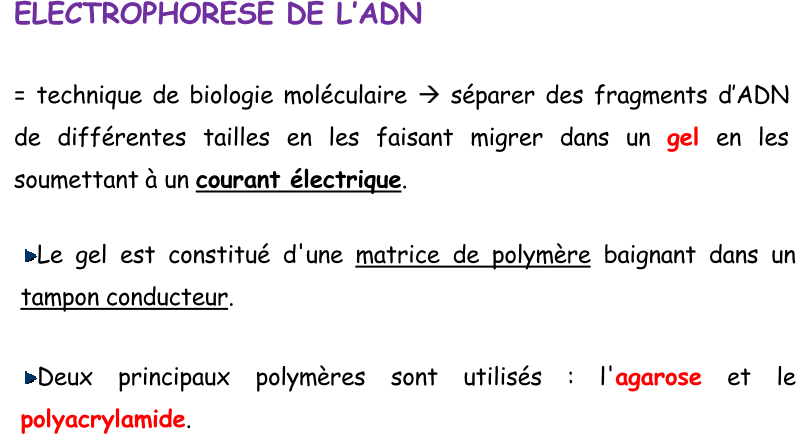 ELECTROPHORESE DE L’ADN
= technique de biologie moléculaire → séparer des fragments d’ADN
de différentes tailles en les faisant migrer dans un gel en les
soumettant à un courant électrique.
Le gel est constitué d'une matrice de polymère baignant dans un
tampon conducteur.
Deux principaux polymères sont utilisés : l'agarose et le
polyacrylamide.